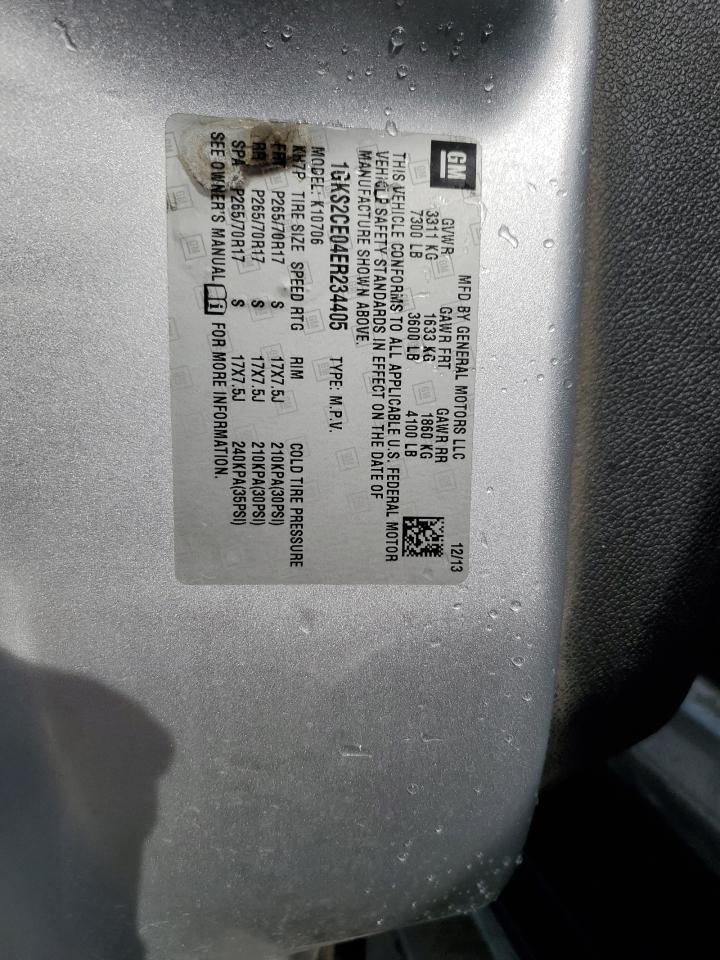 GM
MFD BY GENERAL MOTORS LLC 12/13
GVWR GAWR FRT GAWR RR
3311 KG 1633 KG 1860 KG
7300 LB 3600 LB 4100 LB
THIS VEHICLE CONFORMS TO ALL APPLICABLE U.S. FEDERAL MOTOR
VEHICLE SAFETY STANDARDS IN EFFECT ON THE DATE OF
MANUFACTURE SHOWN ABOVE.
1GKS2CE04ER234405 TYPE: M.P.V.
MODEL: K10706
KH7P TIRE SIZE SPEED RTG RIM COLD TIRE PRESSURE
FRT P265/70R17 S 17X7.5J 210KPA(30PSI)
RR P265/70R17 S 17X7.5J 210KPA(30PSI)
SPA P265/70R17 S 17X7.5J 240KPA(35PSI)
SEE OWNER'S MANUAL i FOR MORE INFORMATION.